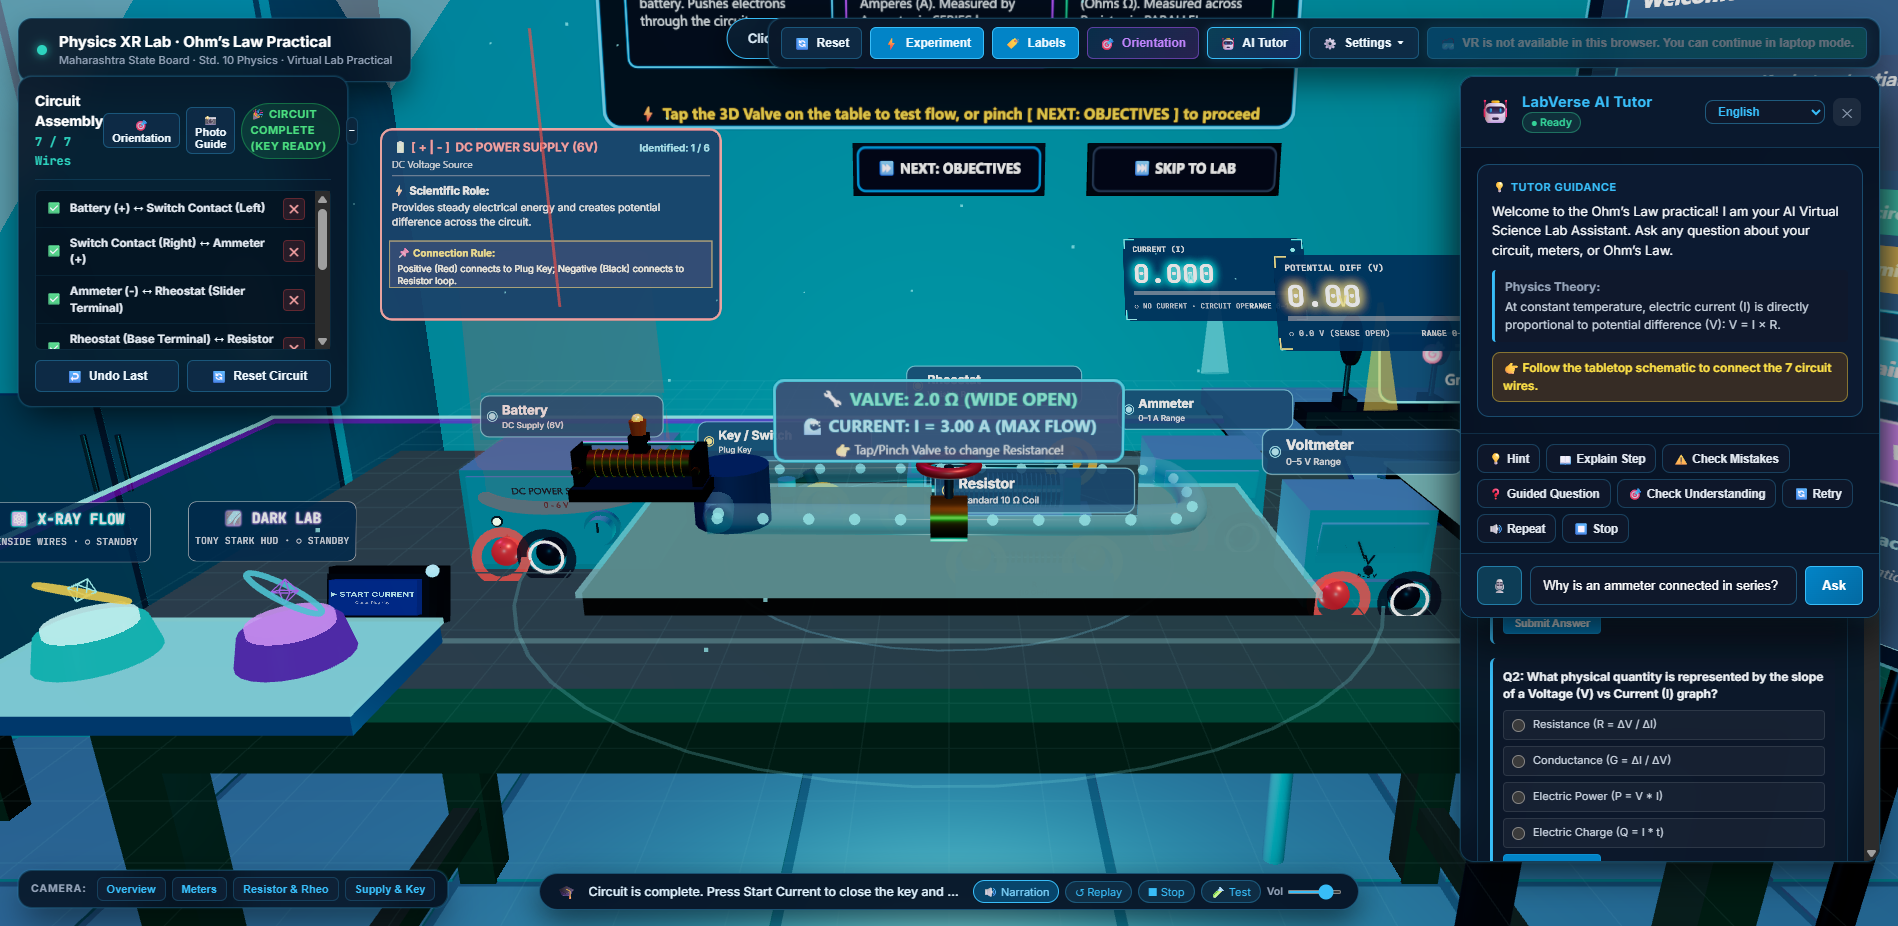 battery. Pushes electrons
through the circuit.
Amperes (A). Measured by
(Ohms Ω). Measured across
Physics XR Lab · Ohm's Law Practical
Maharashtra State Board · Std. 10 Physics · Virtual Lab Practical
Reset
Experiment
Labels
Orientation
AI Tutor
Settings
VR is not available in this browser. You can continue in laptop mode.
Circuit
Assembly
7 / 7
Wires
Orientation
Photo
Guide
CIRCUIT
COMPLETE
(KEY READY)
Battery (+) ↔ Switch Contact (Left)
Switch Contact (Right) ↔ Ammeter
(+)
Ammeter (-) ↔ Rheostat (Slider
Terminal)
Rheostat (Base Terminal) ↔ Resistor
Undo Last
Reset Circuit
Tap the 3D Valve on the table to test flow, or pinch [ NEXT: OBJECTIVES ] to proceed
[ + | - ] DC POWER SUPPLY (6V)
Identified: 1 / 6
DC Voltage Source
Scientific Role:
Provides steady electrical energy and creates potential
difference across the circuit.
Connection Rule:
Positive (Red) connects to Plug Key; Negative (Black) connects to
Resistor loop.
NEXT: OBJECTIVES
SKIP TO LAB
CURRENT (I)
0.000
NO CURRENT · CIRCUIT OPE
RANGE
POTENTIAL DIFF (V)
0.00
0.0 V (SENSE OPEN)
RANGE 0-
Rheostat
VALVE: 2.0 Ω (WIDE OPEN)
CURRENT: I = 3.00 A (MAX FLOW)
Tap/Pinch Valve to change Resistance!
Battery
DC Supply (6V)
Key / Switch
Plug Key
Ammeter
0–1 A Range
Voltmeter
0–5 V Range
Resistor
andard 10 Ω Coil
DC POWER S
0 - 6 V
X-RAY FLOW
INSIDE WIRES · ○ STANDBY
DARK LAB
TONY STARK HUD · ○ STANDBY
▶ START CURRENT
LabVerse AI Tutor
● Ready
English
TUTOR GUIDANCE
Welcome to the Ohm's Law practical! I am your AI Virtual
Science Lab Assistant. Ask any question about your
circuit, meters, or Ohm's Law.
Physics Theory:
At constant temperature, electric current (I) is directly
proportional to potential difference (V): V = I × R.
Follow the tabletop schematic to connect the 7 circuit
wires.
Hint
Explain Step
Check Mistakes
Guided Question
Check Understanding
Retry
Repeat
Stop
Why is an ammeter connected in series?
Ask
Submit Answer
Q2: What physical quantity is represented by the slope
of a Voltage (V) vs Current (I) graph?
Resistance (R = ΔV / ΔI)
Conductance (G = ΔI / ΔV)
Electric Power (P = V * I)
Electric Charge (Q = I * t)
CAMERA:
Overview
Meters
Resistor & Rheo
Supply & Key
Circuit is complete. Press Start Current to close the key and ...
Narration
Replay
Stop
Test
Vol